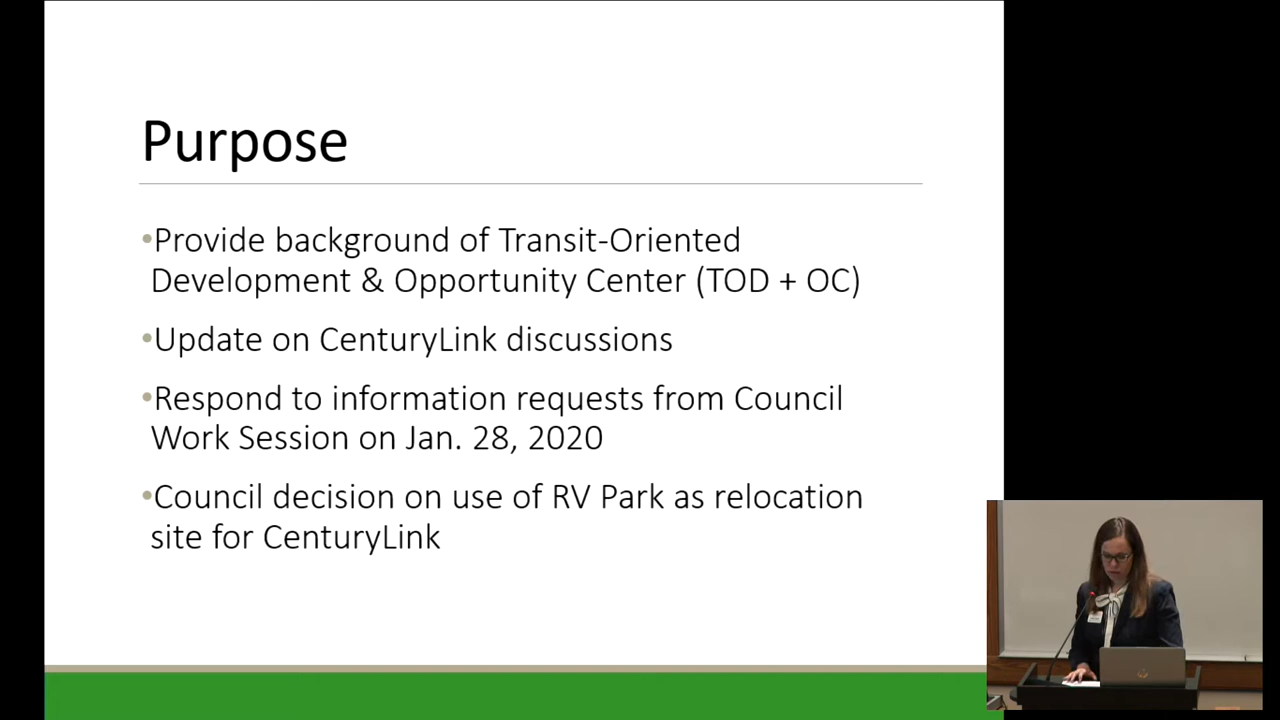 Purpose
•Provide background of Transit-Oriented
Development & Opportunity Center (TOD + OC)
•Update on CenturyLink discussions
•Respond to information requests from Council
Work Session on Jan. 28, 2020
•Council decision on use of RV Park as relocation
site for CenturyLink